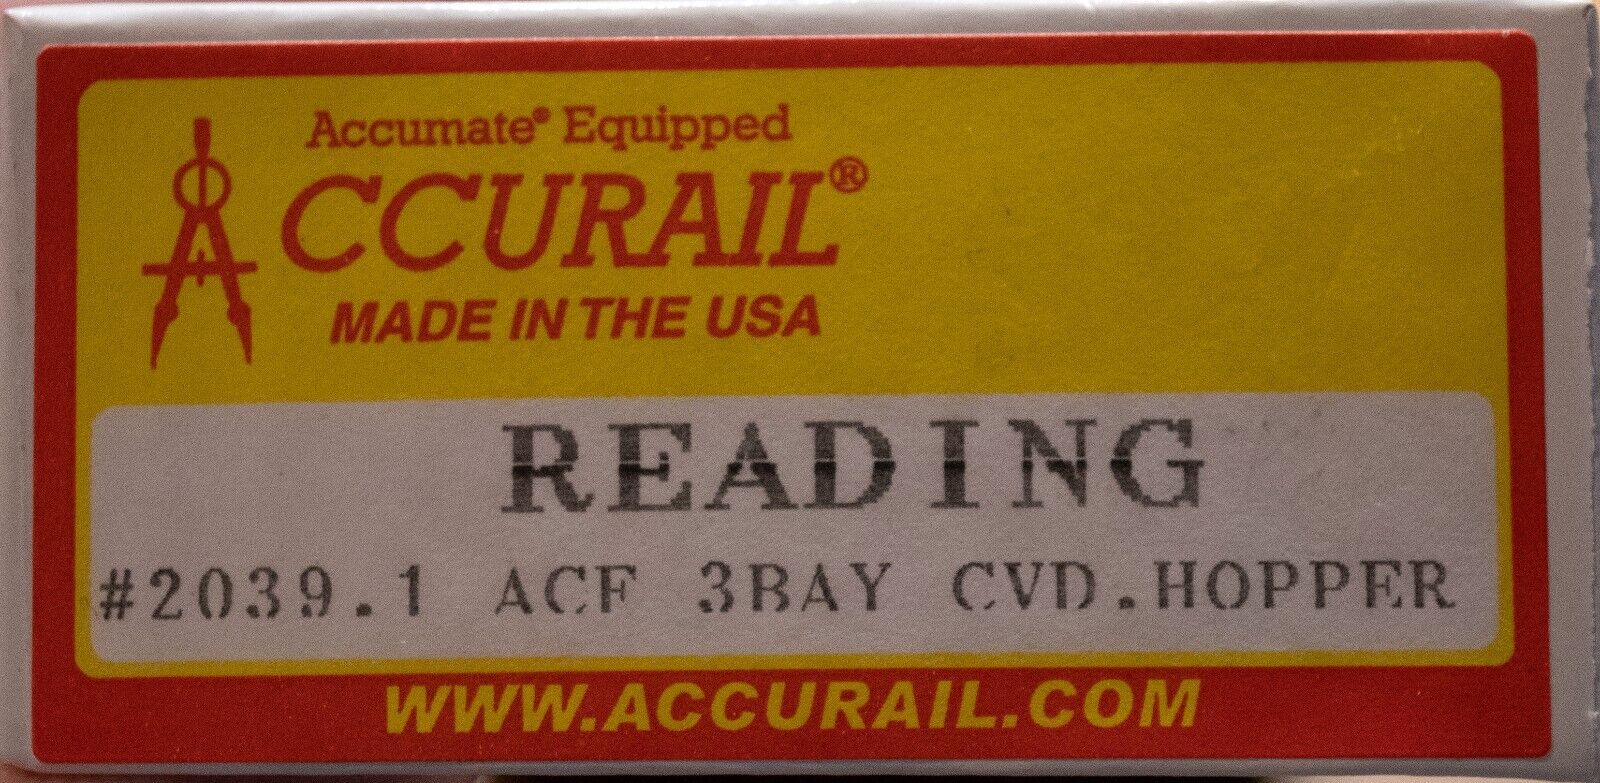 Accumate® Equipped
ACCURAIL®
MADE IN THE USA
READING
#2039.1 ACF 3BAY CVD.HOPPER
WWW.ACCURAIL.COM